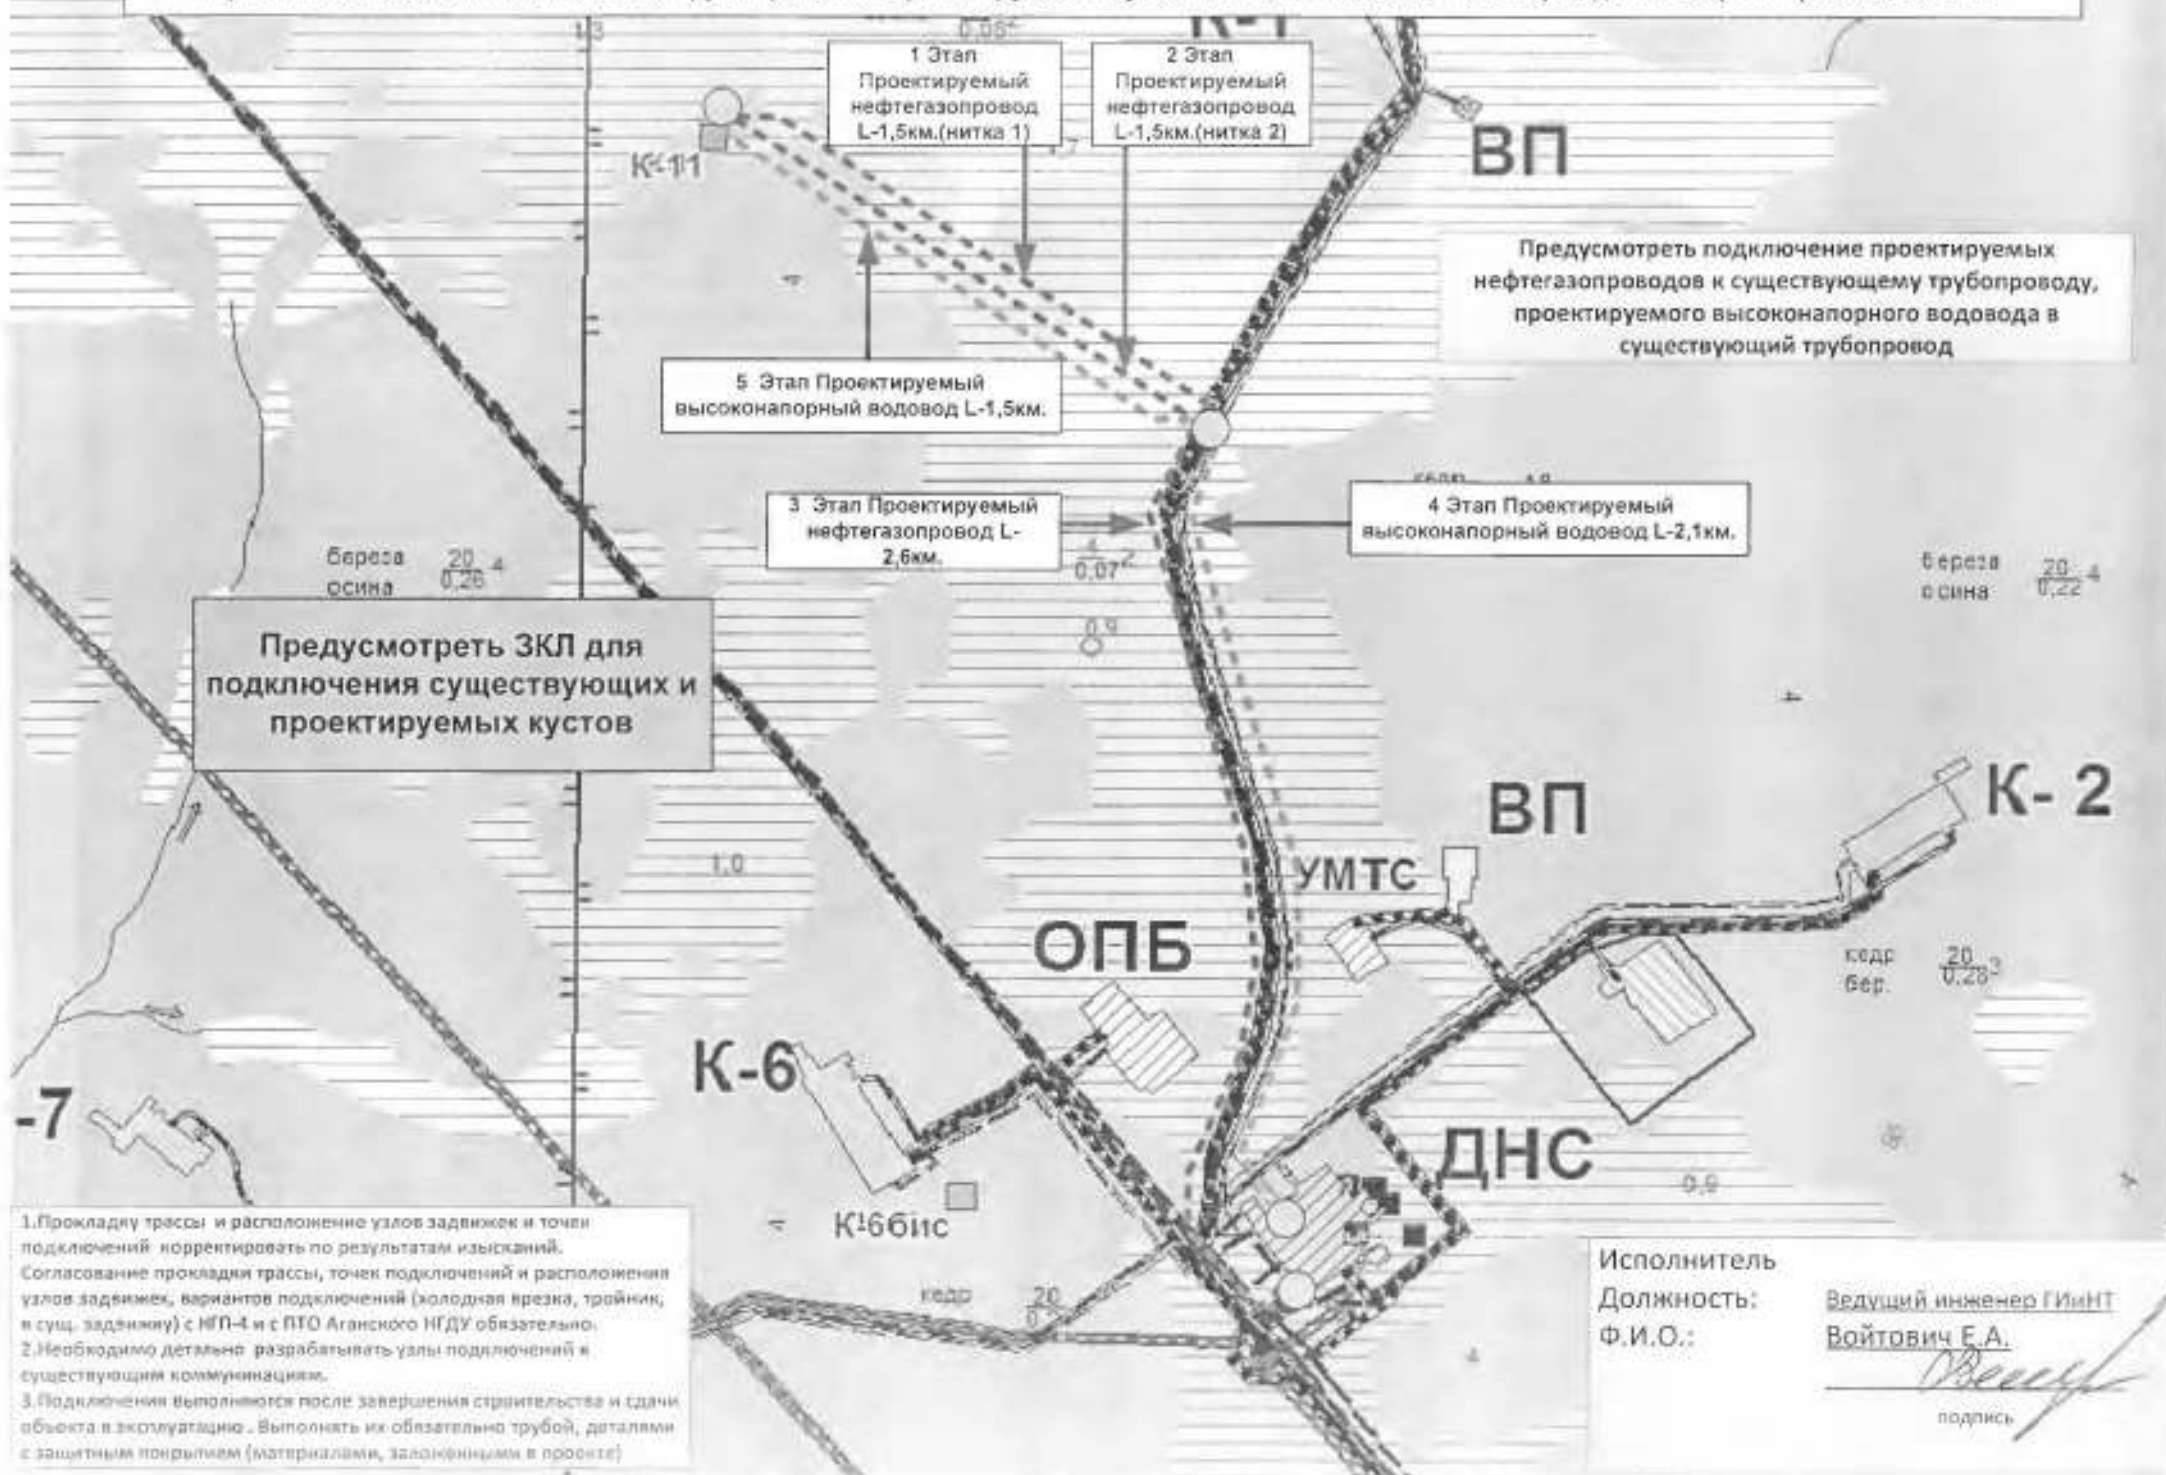 К-1
1 Этап
Проектируемый
нефтегазопровод
L-1,5км.(нитка 1)
2 Этап
Проектируемый
нефтегазопровод
L-1,5км.(нитка 2)
К-11
ВП
Предусмотреть подключение проектируемых
нефтегазопроводов к существующему трубопроводу,
проектируемого высоконапорного водовода в
существующий трубопровод
5 Этап Проектируемый
высоконапорный водовод L-1,5км.
3 Этап Проектируемый
нефтегазопровод L-
2,6км.
4 Этап Проектируемый
высоконапорный водовод L-2,1км.
4
0,07 2
0,9
береза
осина
20
0,26 4
береза
осина
20
0,22 4
Предусмотреть ЗКЛ для
подключения существующих и
проектируемых кустов
4
4
1,0
ВП
К- 2
УМТС
ОПБ
кедр
бер.
20
0,28 3
К-6
-7
ДНС
0,9
К-16бис
кедр
20
4
1.Прокладку трассы и расположение узлов задвижек и точек
подключений корректировать по результатам изысканий.
Согласование прокладки трассы, точек подключений и расположения
узлов задвижек, вариантов подключений (холодная врезка, тройник,
в сущ. задвижку) с НГП-4 и с ПТО Аганского НГДУ обязательно.
2.Необходимо детально разрабатывать узлы подключений к
существующим коммуникациям.
3.Подключения выполняются после завершения строительства и сдачи
объекта в эксплуатацию . Выполнять их обязательно трубой, деталями
с защитным покрытием (материалами, заложенными в проекте)
Исполнитель
Должность: Ведущий инженер ГИиНТ
Ф.И.О.: Войтович Е.А.
подпись